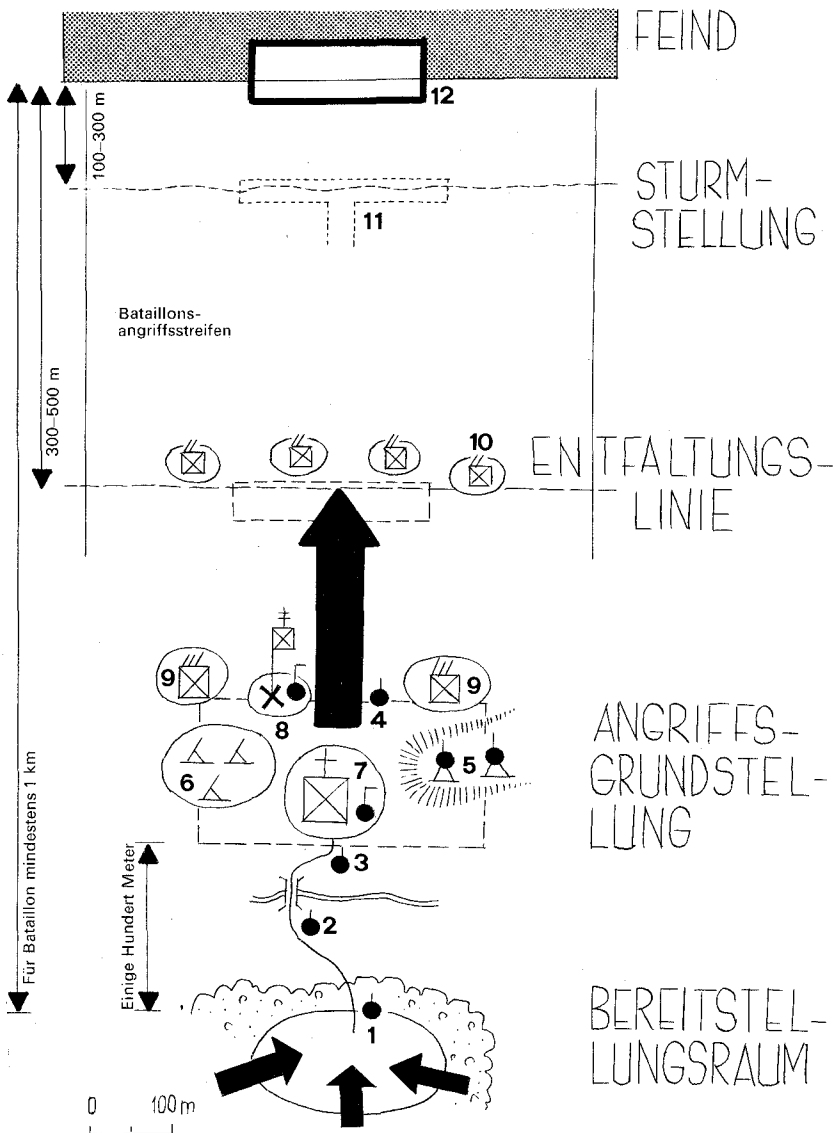 FEIND
12
100–300 m
STURM-
STELLUNG
11
Bataillons-
angriffsstreifen
300–500 m
10
ENTFALTUNGS-
LINIE
9
8
4
9
ANGRIFFS-
GRUNDSTEL-
LUNG
7
5
6
3
Für Bataillon mindestens 1 km
Einige Hundert Meter
2
1
BEREITSTEL-
LUNGSRAUM
0 100m